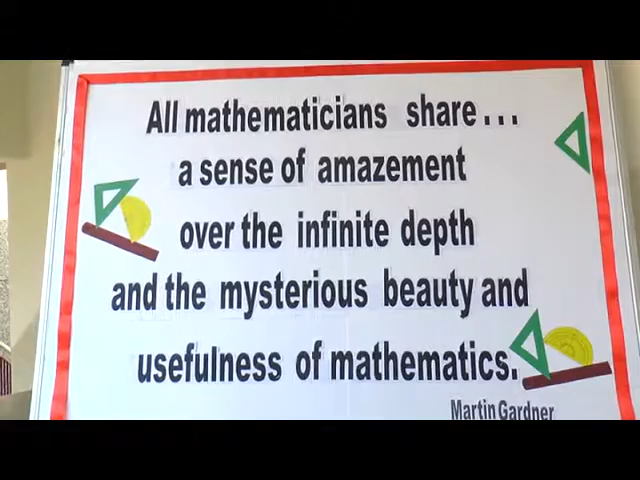 All mathematicians share...
a sense of amazement
over the infinite depth
and the mysterious beauty and
usefulness of mathematics.
Martin Gardner